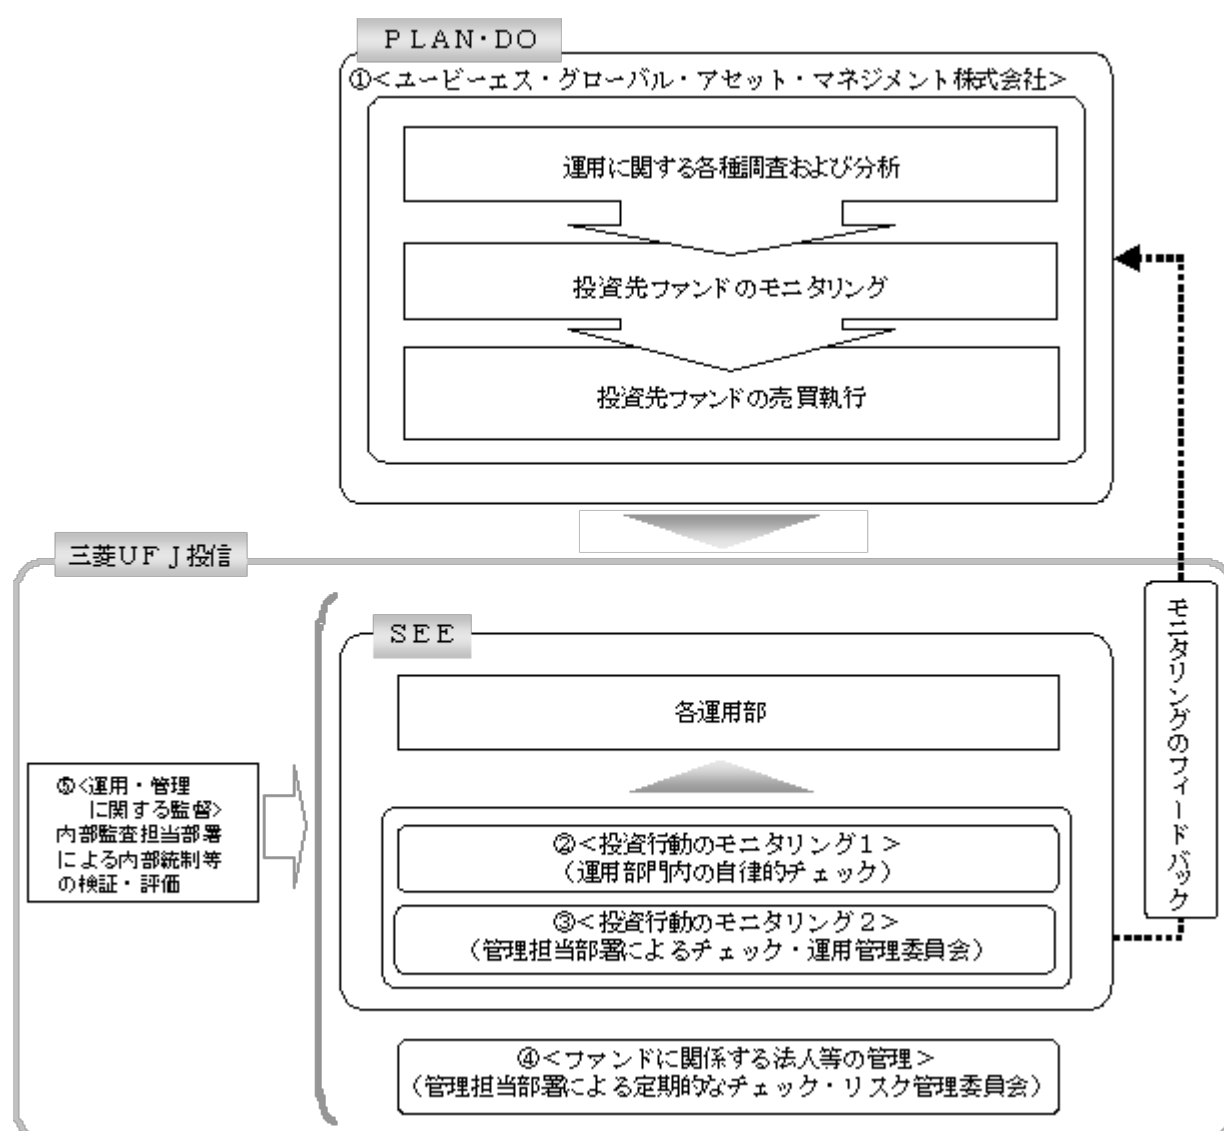 ＰＬＡＮ・ＤＯ
①＜ユービーエス・グローバル・アセット・マネジメント株式会社＞
運用に関する各種調査および分析
投資先ファンドのモニタリング
投資先ファンドの売買執行
三菱ＵＦＪ投信
ＳＥＥ
各運用部
モニタリングのフィードバック
⑤＜運用・管理
に関する監督＞
内部監査担当部署
による内部統制等
の検証・評価
②＜投資行動のモニタリング１＞
（運用部門内の自律的チェック）
③＜投資行動のモニタリング２＞
（管理担当部署によるチェック・運用管理委員会）
④＜ファンドに関係する法人等の管理＞
（管理担当部署による定期的なチェック・リスク管理委員会）